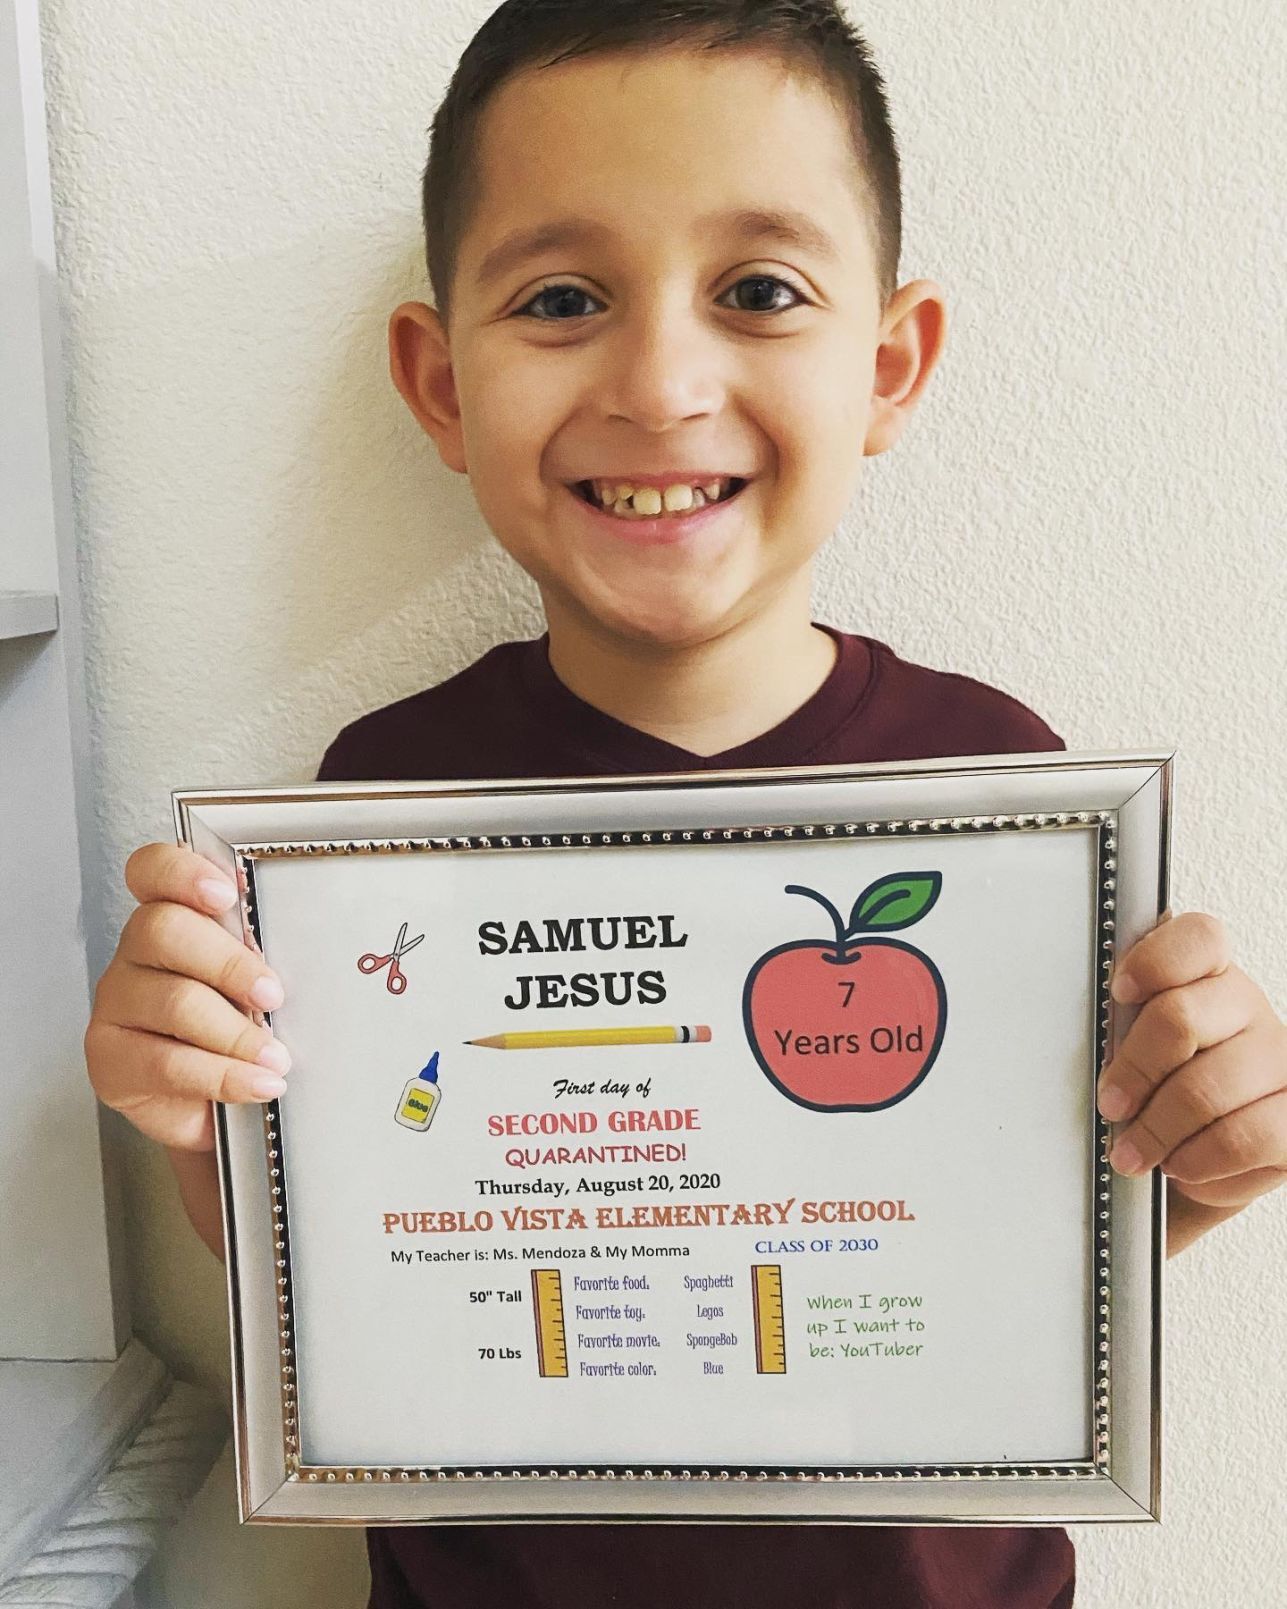 SAMUEL
JESUS
7
Years Old
Glue
First day of
SECOND GRADE
QUARANTINED!
Thursday, August 20, 2020
PUEBLO VISTA ELEMENTARY SCHOOL
My Teacher is: Ms. Mendoza & My Momma
CLASS OF 2030
50" Tall
70 Lbs
Favorite food. Spaghetti
Favorite toy. Legos
Favorite movie. SpongeBob
Favorite color. Blue
When I grow
up I want to
be: YouTuber